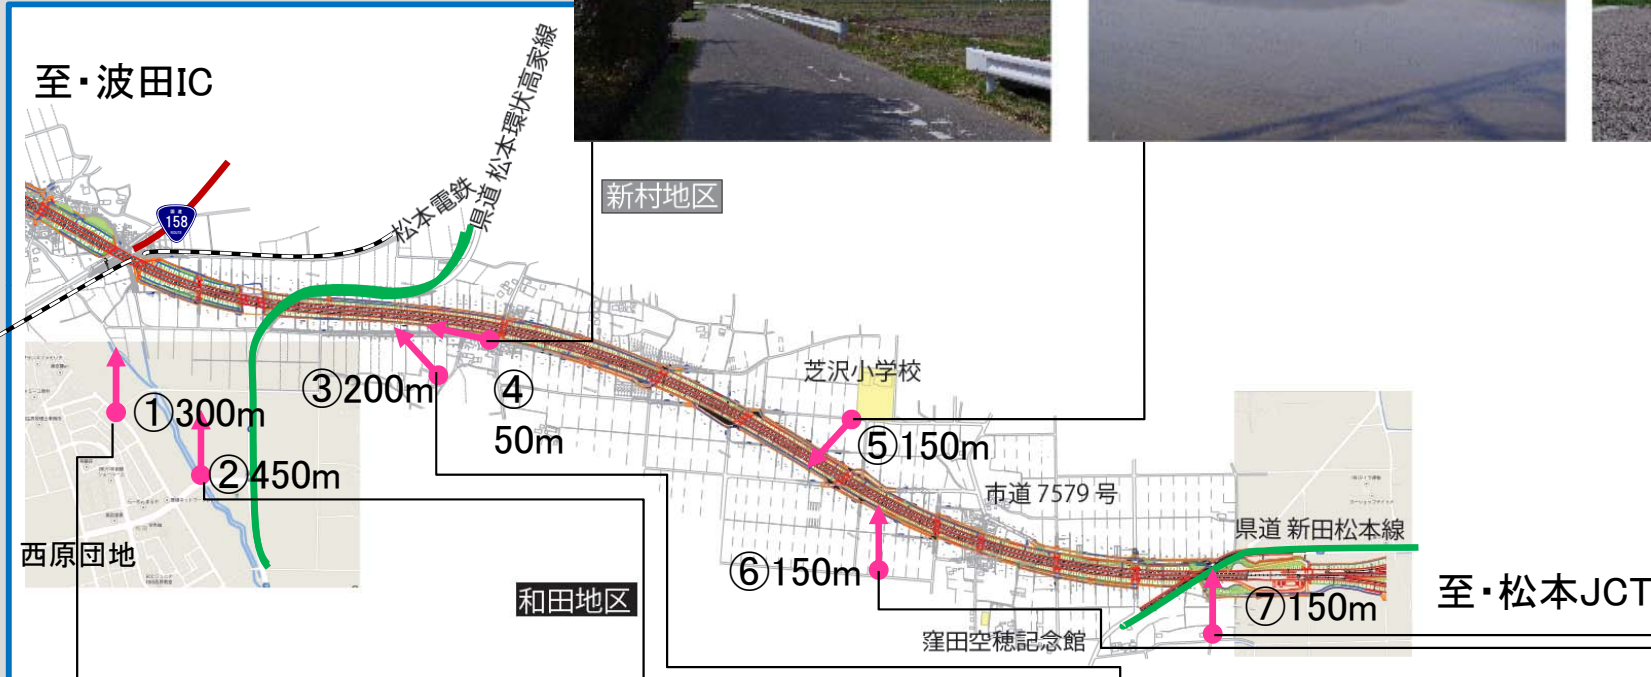 至・波田IC
県道 松本環状高家線
松本電鉄
新村地区
国道
158
ROUTE
③200m
④
50m
芝沢小学校
①300m
②450m
⑤150m
市道 7579 号
県道 新田松本線
西原団地
和田地区
⑥150m
⑦150m
至・松本JCT
窪田空穂記念館